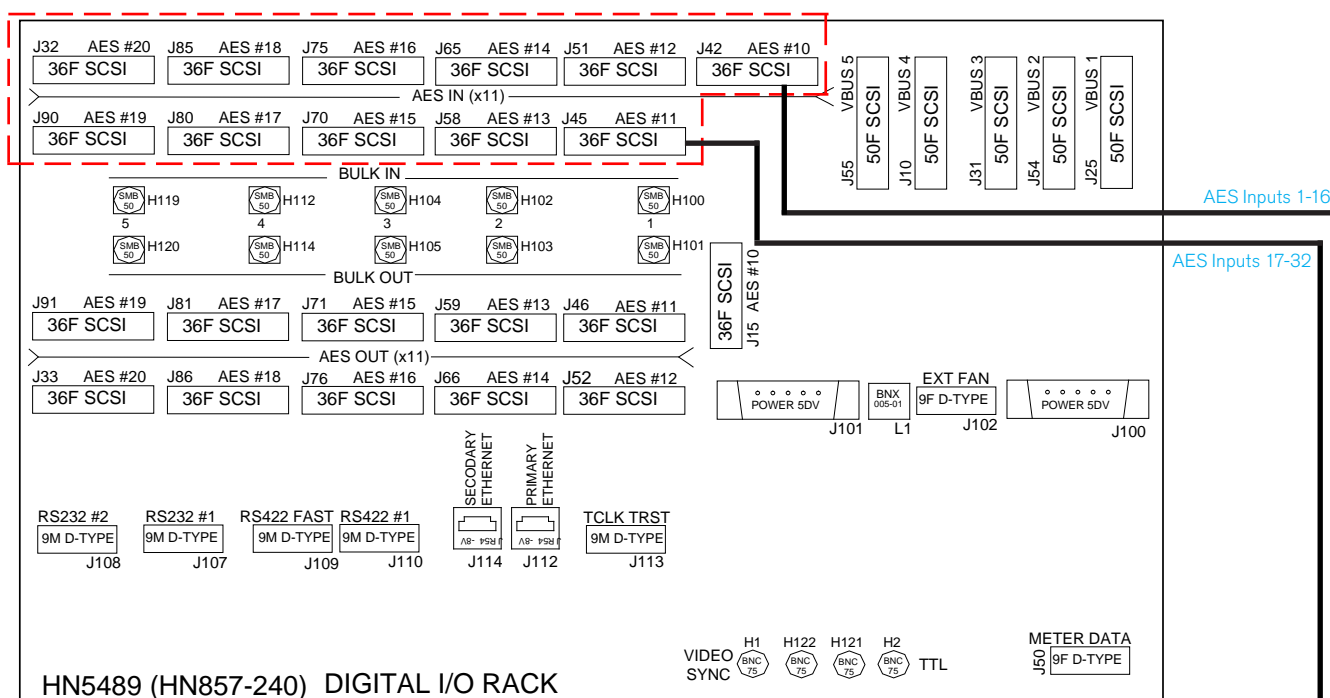 J32 AES #20 J85 AES #18 J75 AES #16 J65 AES #14 J51 AES #12 J42 AES #10
36F SCSI 36F SCSI 36F SCSI 36F SCSI 36F SCSI 36F SCSI
AES IN (x11)
J90 AES #19 J80 AES #17 J70 AES #15 J58 AES #13 J45 AES #11
36F SCSI 36F SCSI 36F SCSI 36F SCSI 36F SCSI
J55 VBUS 5 50F SCSI
J10 VBUS 4 50F SCSI
J31 VBUS 3 50F SCSI
J54 VBUS 2 50F SCSI
J25 VBUS 1 50F SCSI
AES Inputs 1-16
AES Inputs 17-32
BULK IN
SMB 50 H119 SMB 50 H112 SMB 50 H104 SMB 50 H102 SMB 50 H100
5 4 3 2 1
SMB 50 H120 SMB 50 H114 SMB 50 H105 SMB 50 H103 SMB 50 H101
BULK OUT
36F SCSI
J15 AES #10
J91 AES #19 J81 AES #17 J71 AES #15 J59 AES #13 J46 AES #11
36F SCSI 36F SCSI 36F SCSI 36F SCSI 36F SCSI
AES OUT (x11)
J33 AES #20 J86 AES #18 J76 AES #16 J66 AES #14 J52 AES #12
36F SCSI 36F SCSI 36F SCSI 36F SCSI 36F SCSI
POWER 5DV
J101
BNX
005-01
L1
EXT FAN
9F D-TYPE
J102
POWER 5DV
J100
SECODARY
ETHERNET
JR54 -8V
J114
PRIMARY
ETHERNET
JR54 -8V
J112
RS232 #2 RS232 #1 RS422 FAST RS422 #1 TCLK TRST
9M D-TYPE 9M D-TYPE 9M D-TYPE 9M D-TYPE 9M D-TYPE
J108 J107 J109 J110 J113
VIDEO
SYNC
H1 H122 H121 H2
BNC 75 BNC 75 BNC 75 BNC 75
TTL
METER DATA
J50 9F D-TYPE
HN5489 (HN857-240) DIGITAL I/O RACK